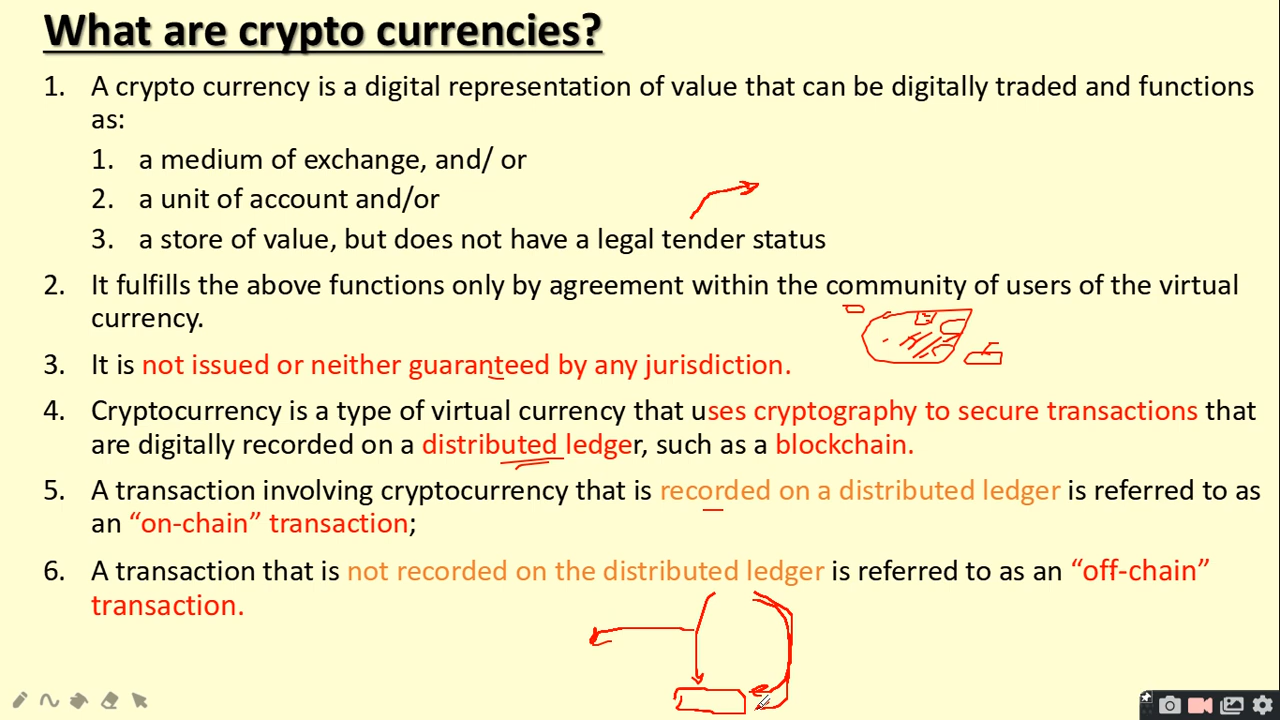 What are crypto currencies?
1. A crypto currency is a digital representation of value that can be digitally traded and functions
as:
1. a medium of exchange, and/ or
2. a unit of account and/or
3. a store of value, but does not have a legal tender status
2. It fulfills the above functions only by agreement within the community of users of the virtual
currency.
3. It is not issued or neither guaranteed by any jurisdiction.
4. Cryptocurrency is a type of virtual currency that uses cryptography to secure transactions that
are digitally recorded on a distributed ledger, such as a blockchain.
5. A transaction involving cryptocurrency that is recorded on a distributed ledger is referred to as
an “on-chain” transaction;
6. A transaction that is not recorded on the distributed ledger is referred to as an “off-chain”
transaction.